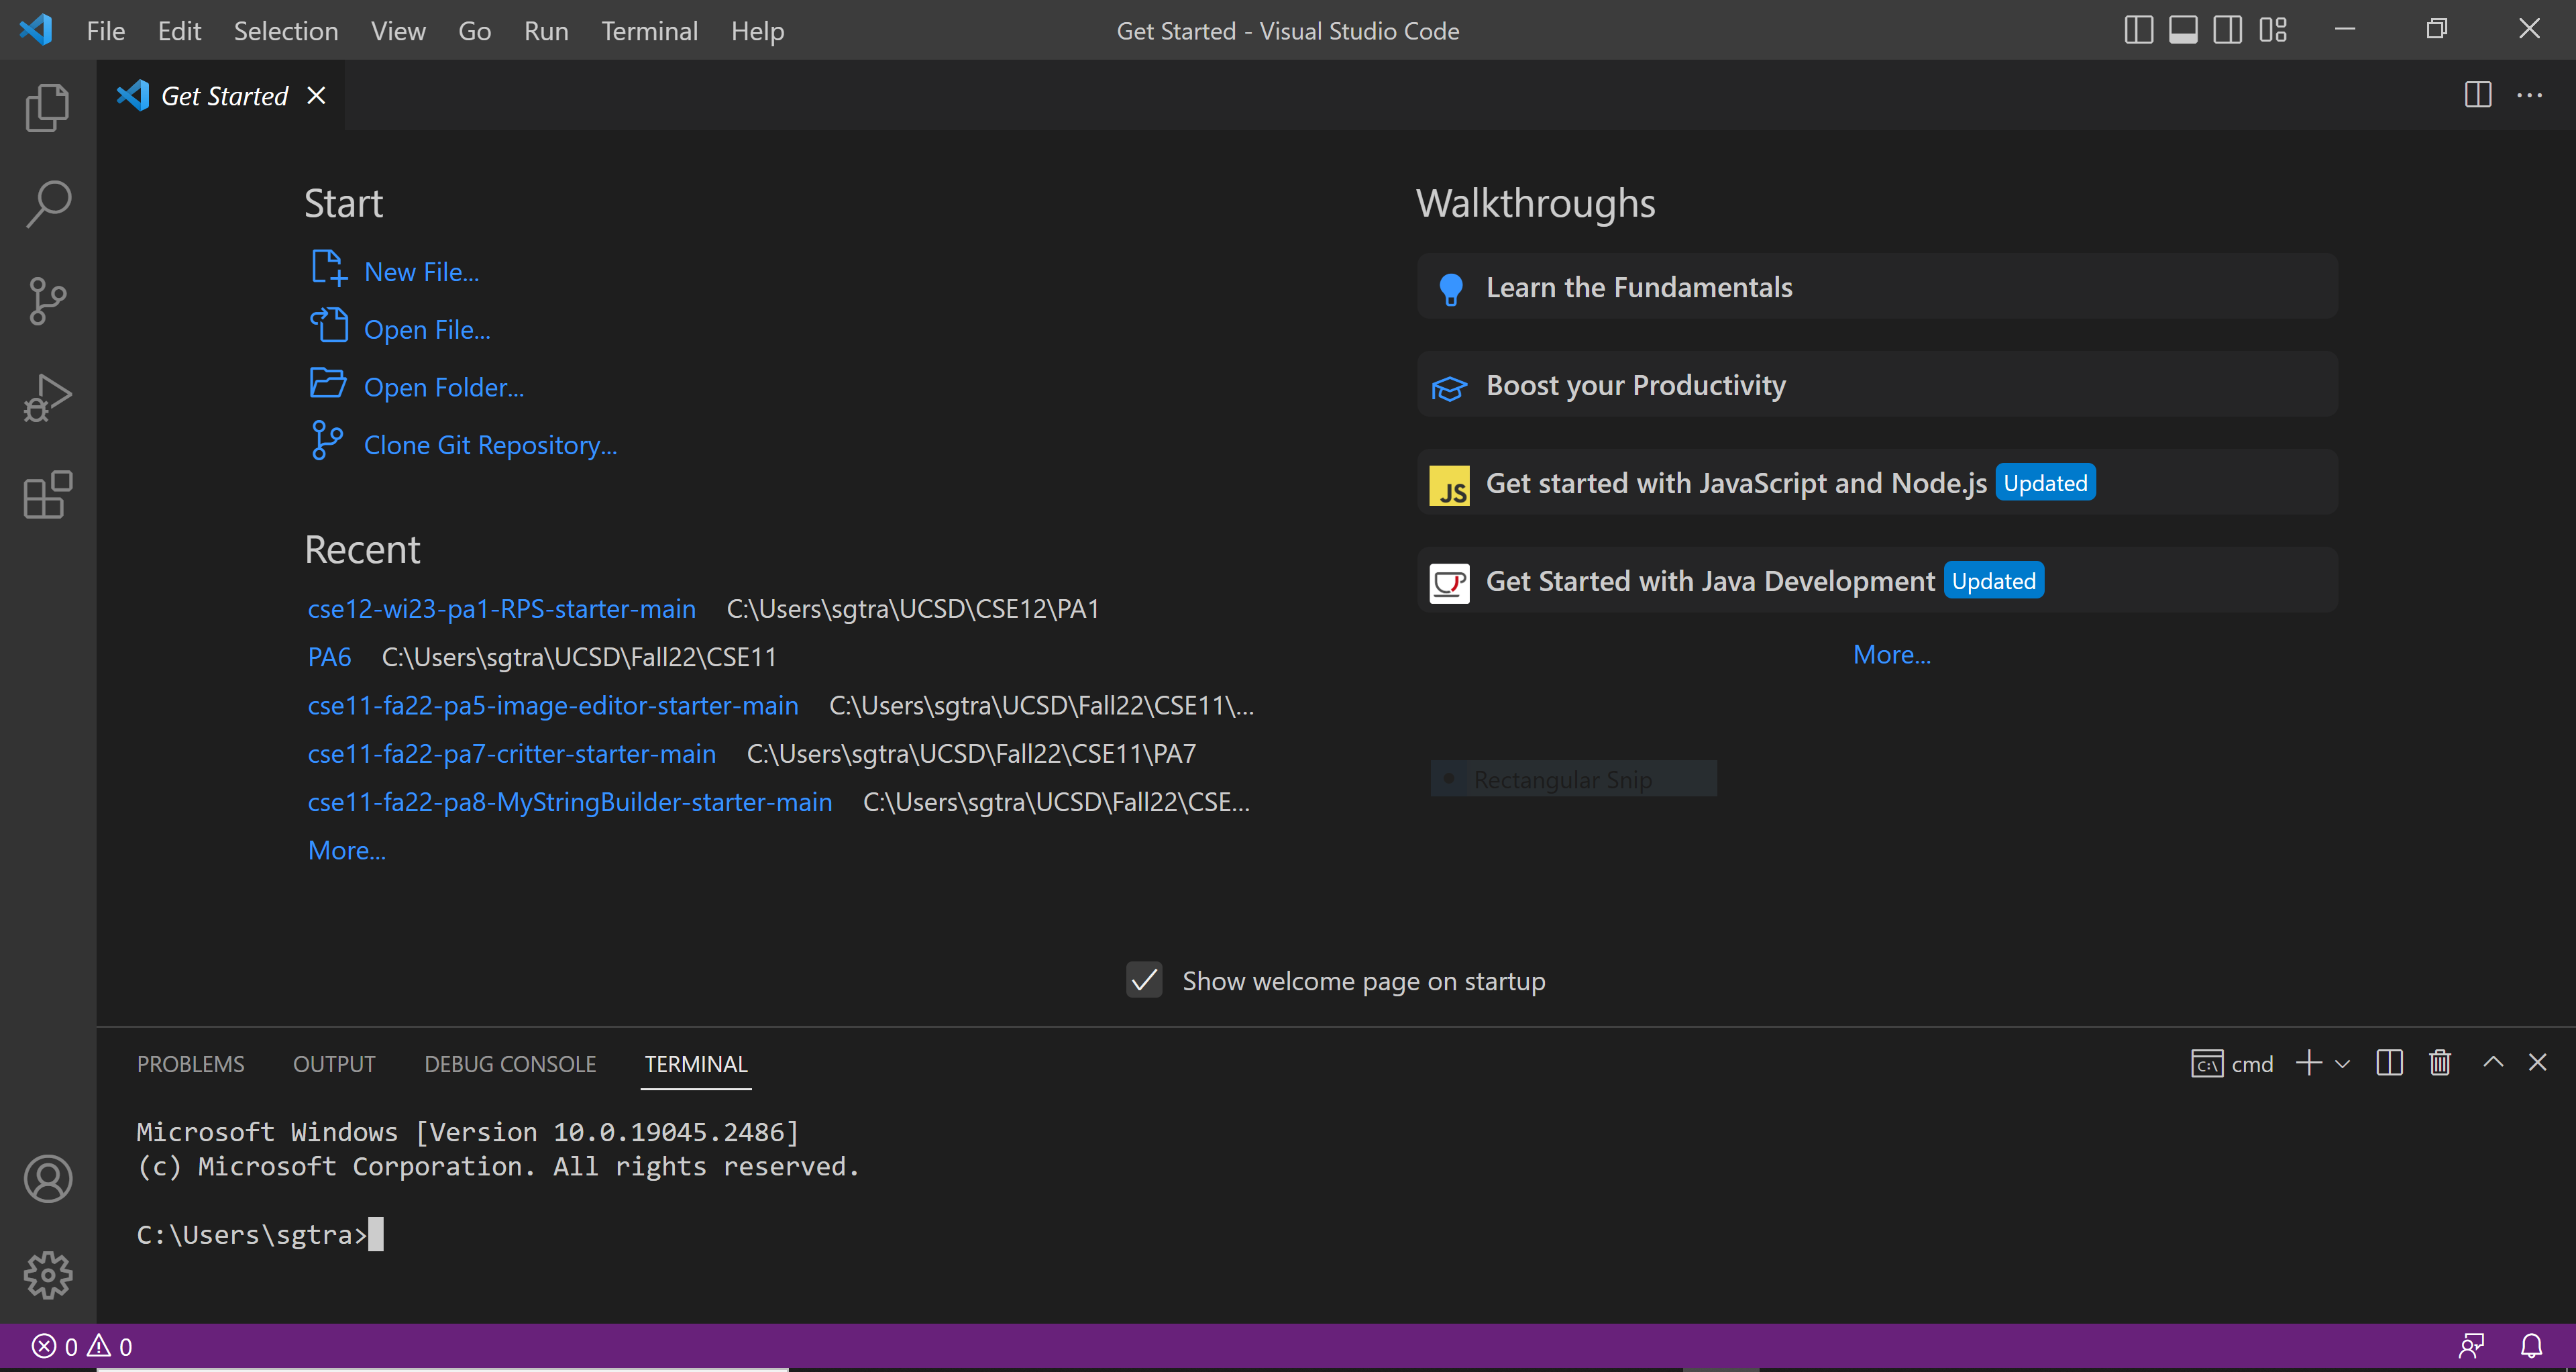 File Edit Selection View Go Run Terminal Help Get Started - Visual Studio Code
Get Started
Start
New File...
Open File...
Open Folder...
Clone Git Repository...
Recent
cse12-wi23-pa1-RPS-starter-main C:\Users\sgtra\UCSD\CSE12\PA1
PA6 C:\Users\sgtra\UCSD\Fall22\CSE11
cse11-fa22-pa5-image-editor-starter-main C:\Users\sgtra\UCSD\Fall22\CSE11\...
cse11-fa22-pa7-critter-starter-main C:\Users\sgtra\UCSD\Fall22\CSE11\PA7
cse11-fa22-pa8-MyStringBuilder-starter-main C:\Users\sgtra\UCSD\Fall22\CSE...
More...
Walkthroughs
Learn the Fundamentals
Boost your Productivity
JS Get started with JavaScript and Node.js Updated
Get Started with Java Development Updated
More...
Rectangular Snip
Show welcome page on startup
PROBLEMS OUTPUT DEBUG CONSOLE TERMINAL C:\ cmd
Microsoft Windows [Version 10.0.19045.2486]
(c) Microsoft Corporation. All rights reserved.
C:\Users\sgtra>
0 0